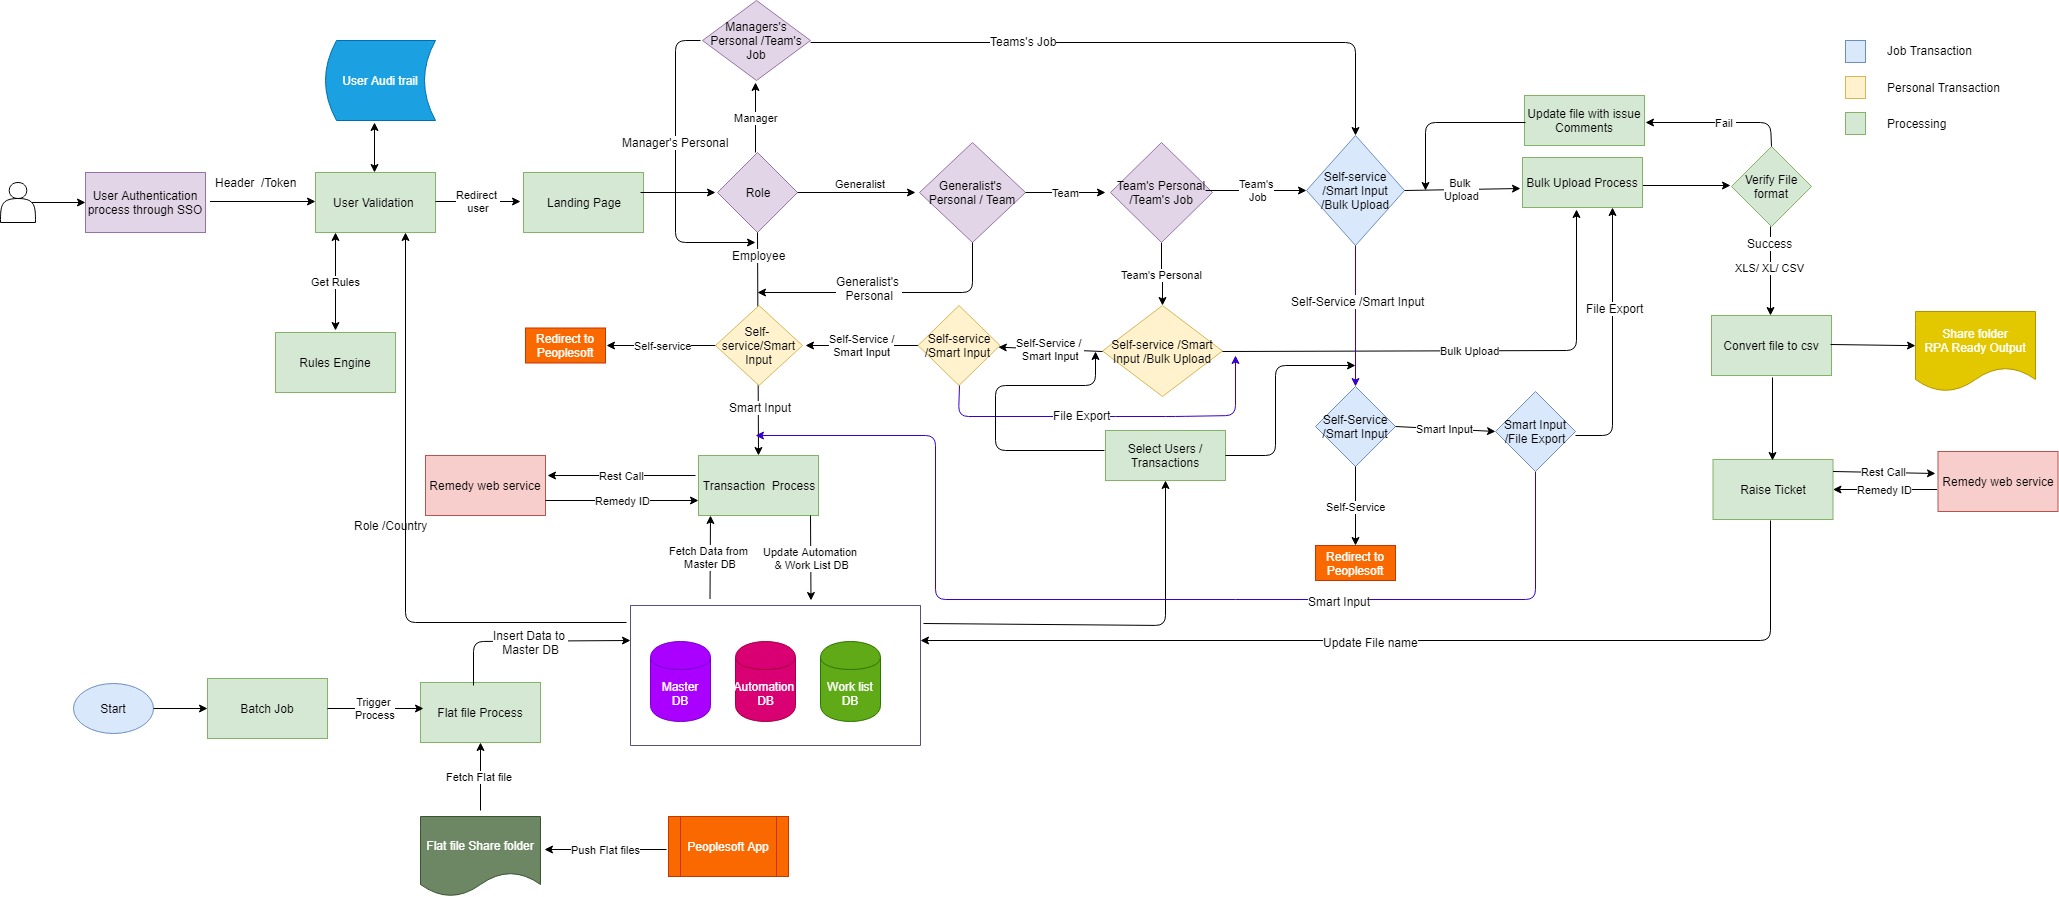 Managers's
Personal /Team's
Job
Teams's Job
Job Transaction
Personal Transaction
Processing
User Audi trail
Manager
Manager's Personal
Update file with issue
Comments
Fail
User Authentication
process through SSO
Header /Token
User Validation
Redirect
user
Landing Page
Role
Generalist
Generalist's
Personal / Team
Team
Team's Personal
/Team's Job
Team's
Job
Self-service
/Smart Input
/Bulk Upload
Bulk
Upload
Bulk Upload Process
Verify File
format
Employee
Success
XLS/ XL/ CSV
Get Rules
Generalist's
Personal
Team's Personal
Self-Service /Smart Input
File Export
Rules Engine
Redirect to
Peoplesoft
Self-service
Self-
service/Smart
Input
Self-Service /
Smart Input
Self-service
/Smart Input
Self-Service /
Smart Input
Self-service /Smart
Input /Bulk Upload
Bulk Upload
Convert file to csv
Share folder
RPA Ready Output
Smart Input
File Export
Self-Service
/Smart Input
Smart Input
Smart Input
/File Export
Select Users /
Transactions
Remedy web service
Rest Call
Remedy ID
Transaction Process
Raise Ticket
Rest Call
Remedy ID
Remedy web service
Role /Country
Self-Service
Fetch Data from
Master DB
Update Automation
& Work List DB
Redirect to
Peoplesoft
Smart Input
Insert Data to
Master DB
Update File name
Master
DB
Automation
DB
Work list
DB
Start
Batch Job
Trigger
Process
Flat file Process
Fetch Flat file
Flat file Share folder
Push Flat files
Peoplesoft App